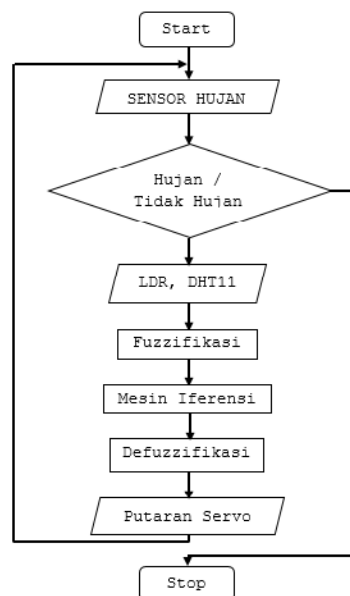 Start
SENSOR HUJAN
Hujan /
Tidak Hujan
LDR, DHT11
Fuzzifikasi
Mesin Iferensi
Defuzzifikasi
Putaran Servo
Stop